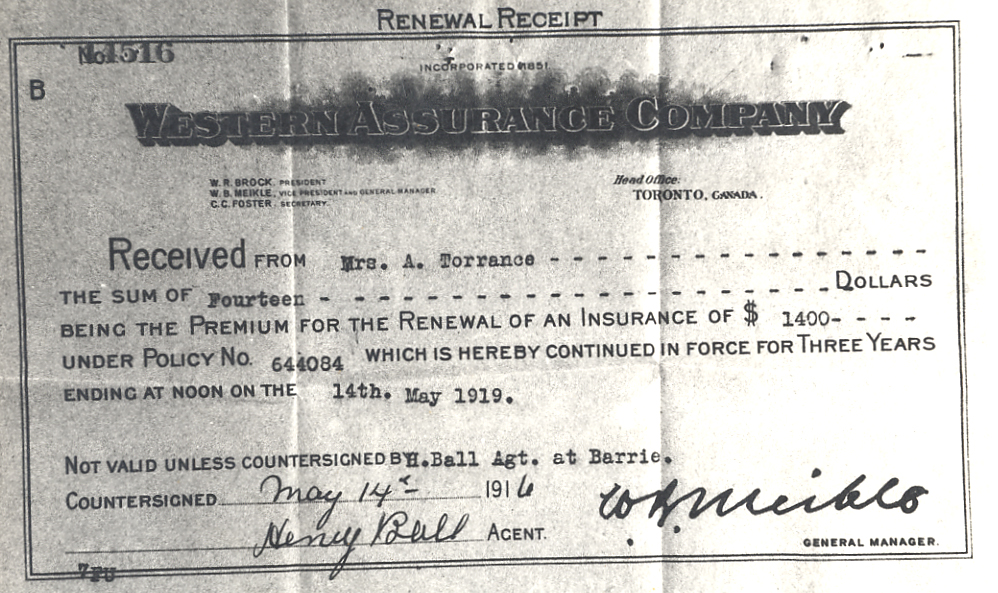 RENEWAL RECEIPT
No. 1516
INCORPORATED 1851.
B
WESTERN ASSURANCE COMPANY
W. R. BROCK, PRESIDENT
W. B. MEIKLE, VICE PRESIDENT AND GENERAL MANAGER
C. C. FOSTER, SECRETARY.
Head Office:
TORONTO, CANADA.
Received FROM Mrs. A. Torrance - - - - - - - - - - - - - - - - -
THE SUM OF Fourteen - - - - - - - - - - - - - - - - - - - - DOLLARS
BEING THE PREMIUM FOR THE RENEWAL OF AN INSURANCE OF $ 1400- - - -
UNDER POLICY NO. 644084 WHICH IS HEREBY CONTINUED IN FORCE FOR THREE YEARS
ENDING AT NOON ON THE 14th. May 1919.
NOT VALID UNLESS COUNTERSIGNED BY H.Ball Agt. at Barrie.
COUNTERSIGNED May 14 1916
W B Meikle
Henry Ball AGENT.
GENERAL MANAGER.